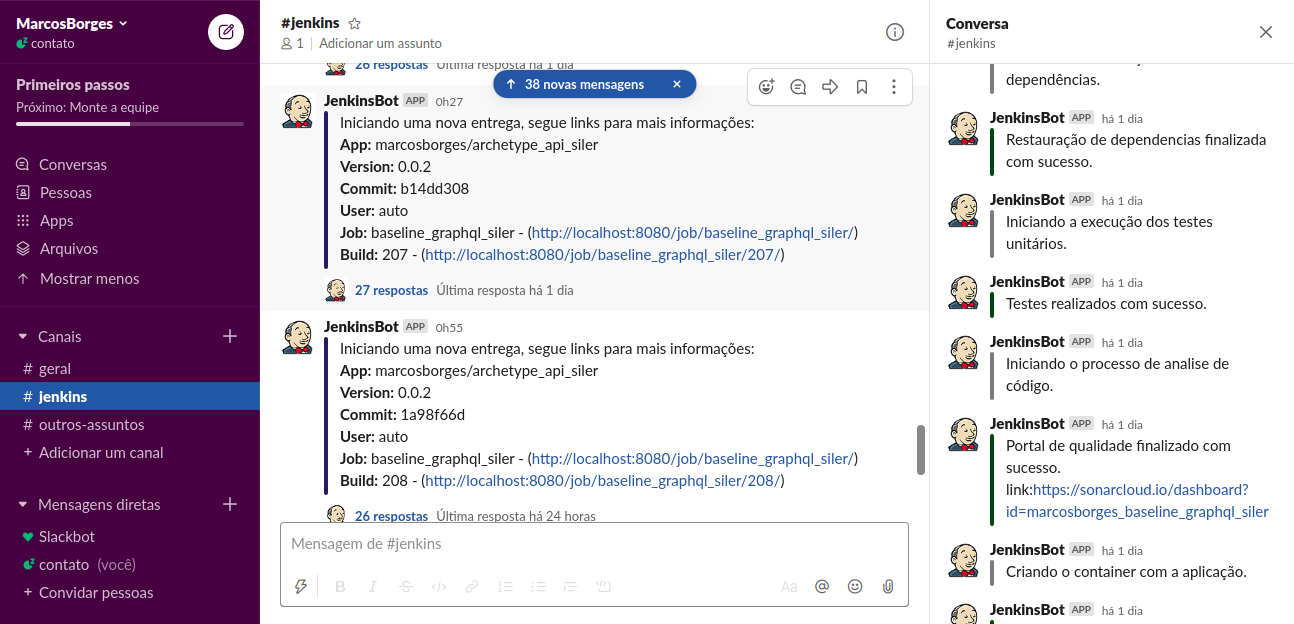 MarcosBorges
contato
Primeiros passos
Próximo: Monte a equipe
Conversas
Pessoas
Apps
Arquivos
Mostrar menos
Canais
# geral
# jenkins
# outros-assuntos
+ Adicionar um canal
Mensagens diretas
Slackbot
contato (você)
+ Convidar pessoas
#jenkins
1 | Adicionar um assunto
26 respostas Última resposta há 1 dia
38 novas mensagens
JenkinsBot APP 0h27
Iniciando uma nova entrega, segue links para mais informações:
App: marcosborges/archetype_api_siler
Version: 0.0.2
Commit: b14dd308
User: auto
Job: baseline_graphql_siler - (http://localhost:8080/job/baseline_graphql_siler/)
Build: 207 - (http://localhost:8080/job/baseline_graphql_siler/207/)
27 respostas Última resposta há 1 dia
JenkinsBot APP 0h55
Iniciando uma nova entrega, segue links para mais informações:
App: marcosborges/archetype_api_siler
Version: 0.0.2
Commit: 1a98f66d
User: auto
Job: baseline_graphql_siler - (http://localhost:8080/job/baseline_graphql_siler/)
Build: 208 - (http://localhost:8080/job/baseline_graphql_siler/208/)
26 respostas Última resposta há 24 horas
Mensagem de #jenkins
B I S Aa @
Conversa
#jenkins
dependências.
JenkinsBot APP há 1 dia
Restauração de dependencias finalizada
com sucesso.
JenkinsBot APP há 1 dia
Iniciando a execução dos testes
unitários.
JenkinsBot APP há 1 dia
Testes realizados com sucesso.
JenkinsBot APP há 1 dia
Iniciando o processo de analise de
código.
JenkinsBot APP há 1 dia
Portal de qualidade finalizado com
sucesso.
link:https://sonarcloud.io/dashboard?
id=marcosborges_baseline_graphql_siler
JenkinsBot APP há 1 dia
Criando o container com a aplicação.
JenkinsBot APP há 1 dia